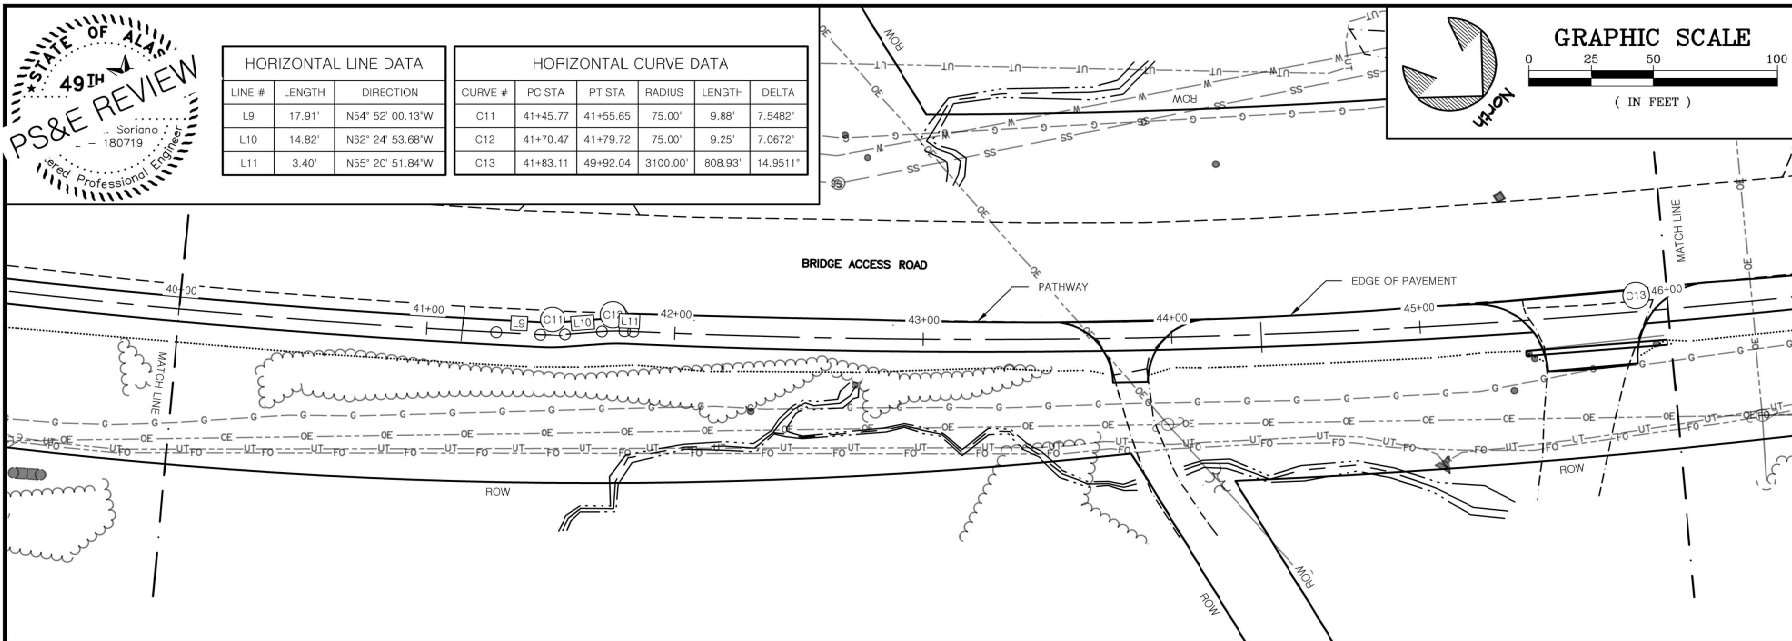 STATE OF ALAS
49TH
PS&E REVIEW
Soriano
180719
ered Professional Engineer
HORIZONTAL LINE DATA
LINE # LENGTH DIRECTION
L9 17.91' N54° 52' 00.13"W
L10 14.82' N62° 24' 53.68"W
L11 3.40' N55° 20' 51.84"W
HORIZONTAL CURVE DATA
CURVE # PC STA PT STA RADIUS LENGTH DELTA
C11 41+45.77 41+55.65 75.00' 9.88' 7.5482°
C12 41+70.47 41+79.72 75.00' 9.25' 7.0672°
C13 41+83.11 49+92.04 3100.00' 808.93' 14.9511°
North
GRAPHIC SCALE
0 25 50 100
( IN FEET )
ROW
ROW
BRIDGE ACCESS ROAD
PATHWAY
EDGE OF PAVEMENT
MATCH LINE
40+00 41+00 42+00 43+00 44+00 45+00 46+00
L9 C11 L10 C12 L11 C13
MATCH LINE
ROW
ROW
ROW
ROW